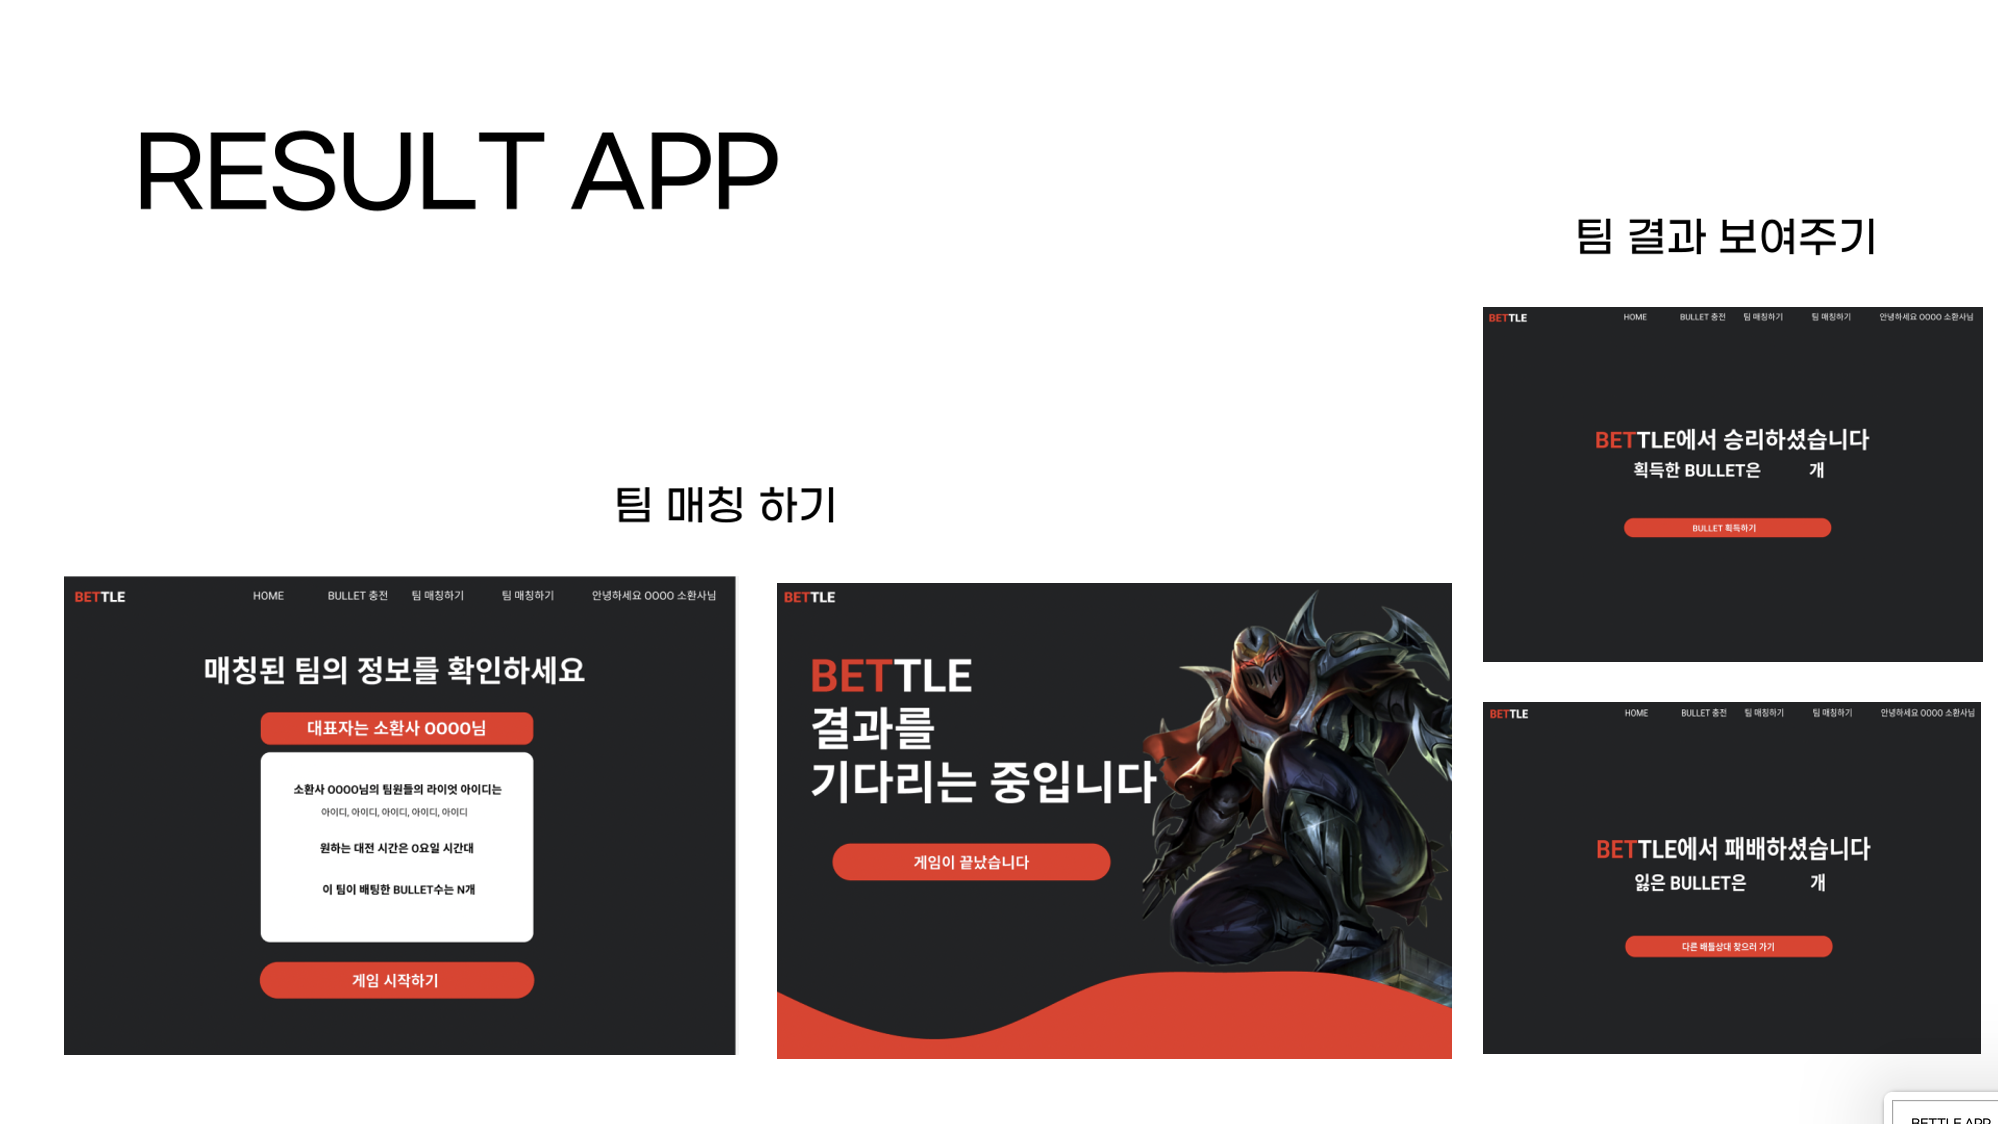 RESULT APP
팀 결과 보여주기
BETTLE
HOME BULLET 충전 팀 매칭하기 팀 매칭하기 안녕하세요 OOOO 소환사님
BETTLE에서 승리하셨습니다
획득한 BULLET은 개
BULLET 획득하기
팀 매칭 하기
BETTLE
HOME BULLET 충전 팀 매칭하기 팀 매칭하기 안녕하세요 OOOO 소환사님
매칭된 팀의 정보를 확인하세요
대표자는 소환사 OOOO님
소환사 OOOO님의 팀원들의 라이엇 아이디는
아이디, 아이디, 아이디, 아이디, 아이디
원하는 대전 시간은 O요일 시간대
이 팀이 배팅한 BULLET수는 N개
게임 시작하기
BETTLE
BETTLE
결과를
기다리는 중입니다
게임이 끝났습니다
BETTLE
HOME BULLET 충전 팀 매칭하기 팀 매칭하기 안녕하세요 OOOO 소환사님
BETTLE에서 패배하셨습니다
잃은 BULLET은 개
다른 배틀상대 찾으러 가기
BETTLE APP